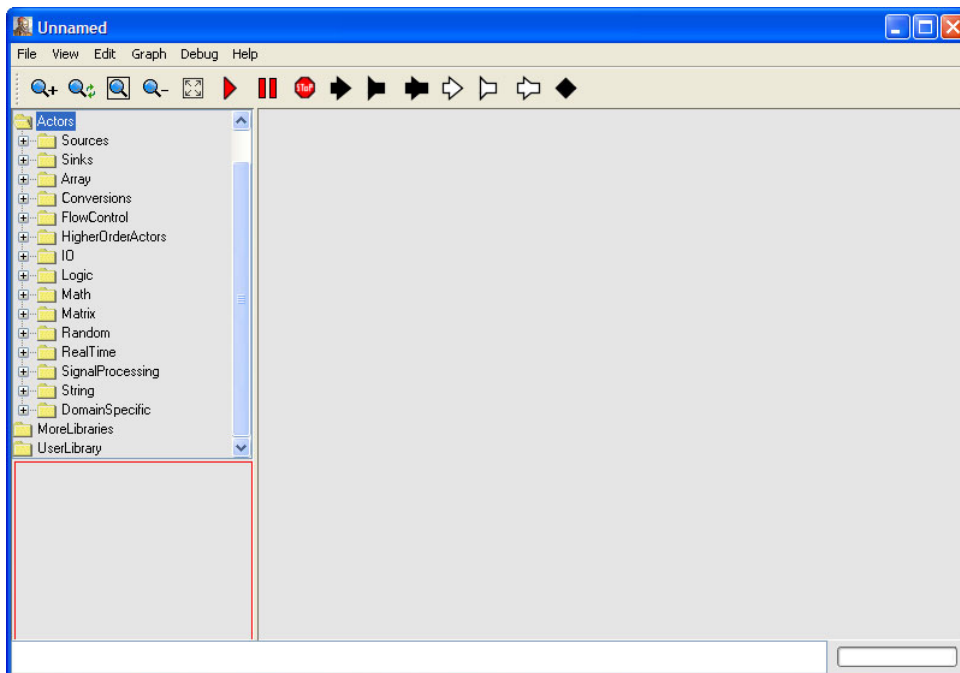 Unnamed
File View Edit Graph Debug Help
STOP
Actors
Sources
Sinks
Array
Conversions
FlowControl
HigherOrderActors
IO
Logic
Math
Matrix
Random
RealTime
SignalProcessing
String
DomainSpecific
MoreLibraries
UserLibrary